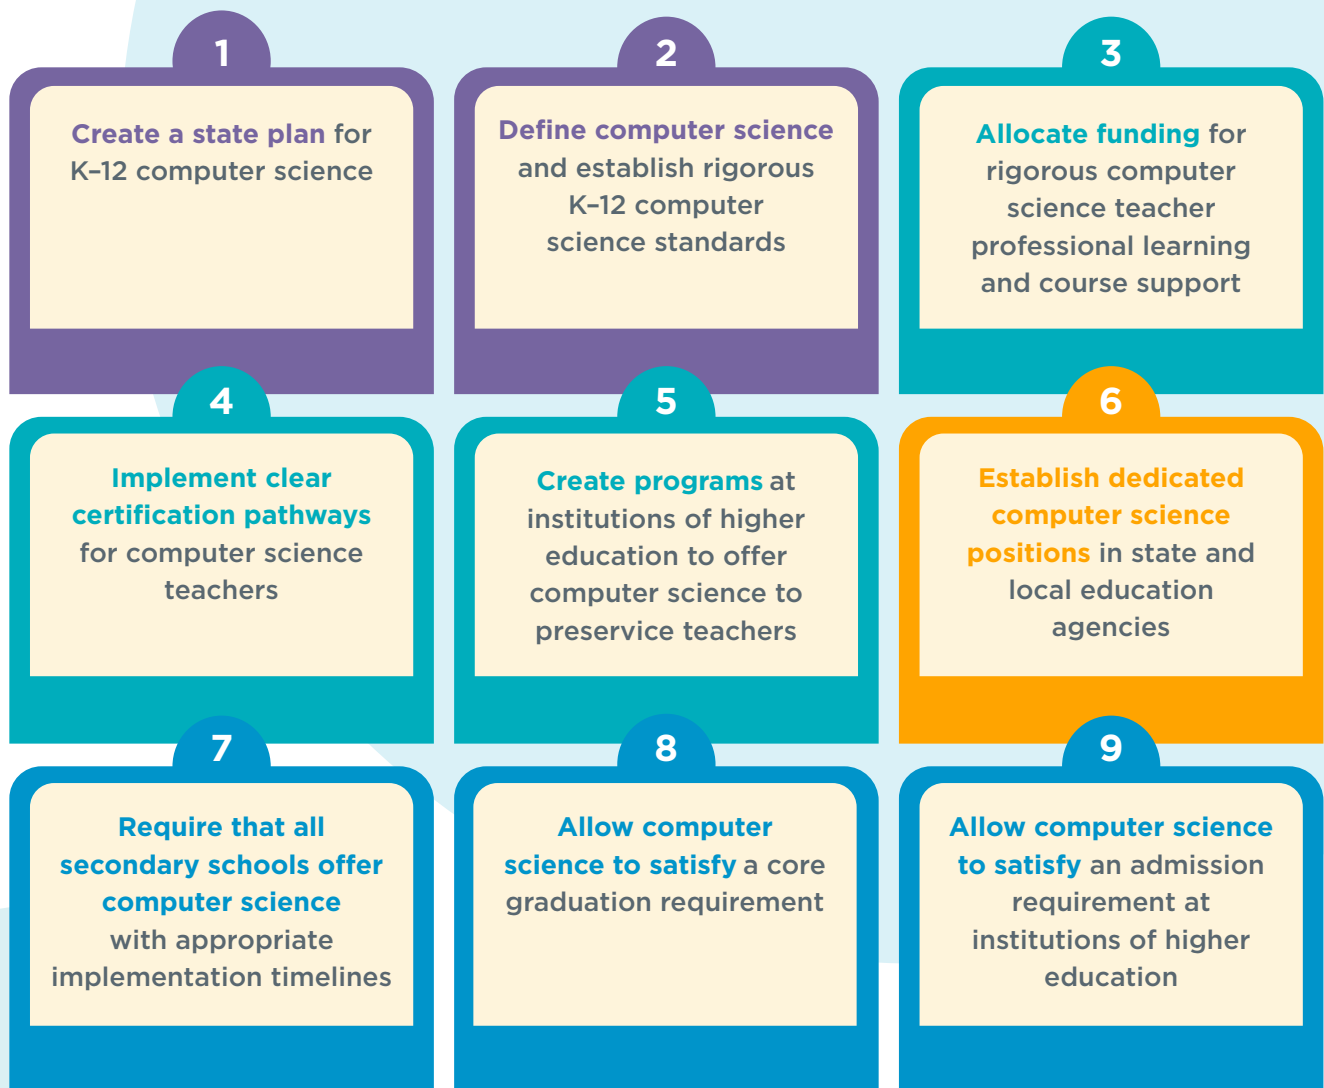 1
Create a state plan for
K–12 computer science
2
Define computer science
and establish rigorous
K–12 computer
science standards
3
Allocate funding for
rigorous computer
science teacher
professional learning
and course support
4
Implement clear
certification pathways
for computer science
teachers
5
Create programs at
institutions of higher
education to offer
computer science to
preservice teachers
6
Establish dedicated
computer science
positions in state and
local education
agencies
7
Require that all
secondary schools offer
computer science
with appropriate
implementation timelines
8
Allow computer
science to satisfy a core
graduation requirement
9
Allow computer science
to satisfy an admission
requirement at
institutions of higher
education